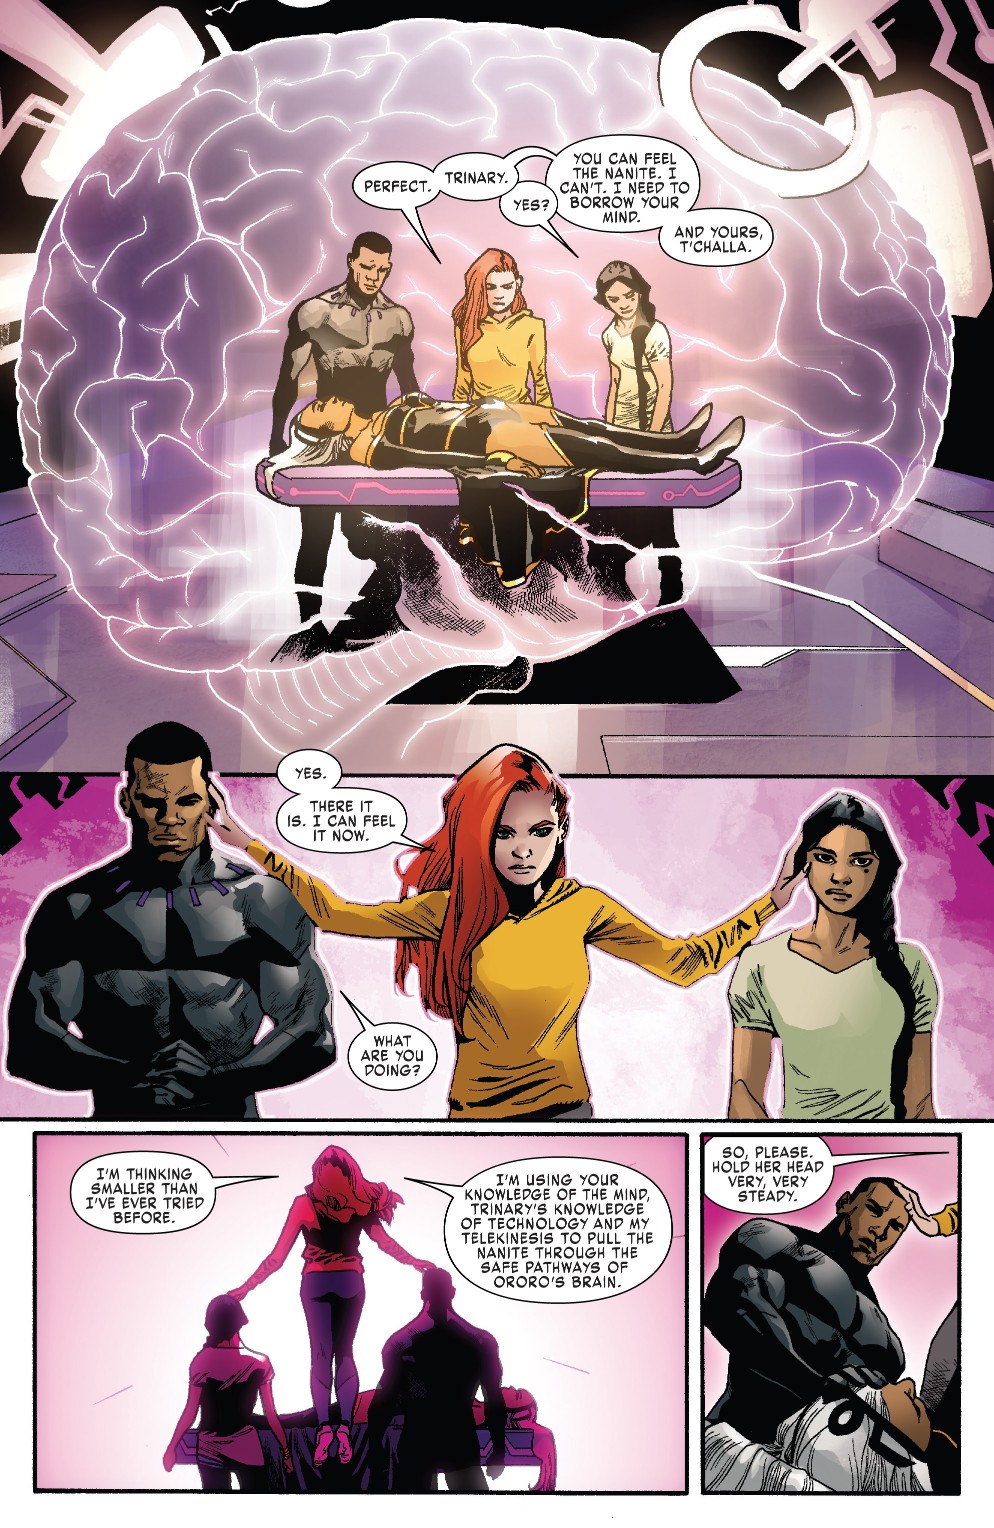 PERFECT.
TRINARY.
YES?
YOU CAN FEEL
THE NANITE. I
CAN'T. I NEED TO
BORROW YOUR
MIND.
AND YOURS,
T'CHALLA.
YES.
THERE IT
IS. I CAN FEEL
IT NOW.
WHAT
ARE YOU
DOING?
I'M THINKING
SMALLER THAN
I'VE EVER TRIED
BEFORE.
I'M USING YOUR
KNOWLEDGE OF THE MIND,
TRINARY'S KNOWLEDGE
OF TECHNOLOGY AND MY
TELEKINESIS TO PULL THE
NANITE THROUGH THE
SAFE PATHWAYS OF
ORORO'S BRAIN.
SO, PLEASE.
HOLD HER HEAD
VERY, VERY
STEADY.